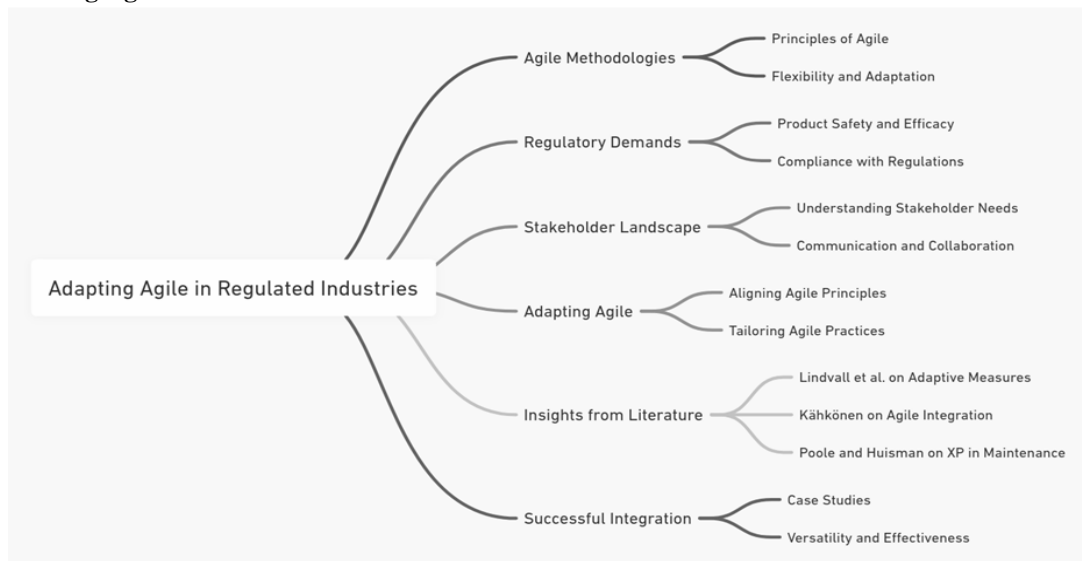 Adapting Agile in Regulated Industries
Agile Methodologies
Principles of Agile
Flexibility and Adaptation
Regulatory Demands
Product Safety and Efficacy
Compliance with Regulations
Stakeholder Landscape
Understanding Stakeholder Needs
Communication and Collaboration
Adapting Agile
Aligning Agile Principles
Tailoring Agile Practices
Insights from Literature
Lindvall et al. on Adaptive Measures
Kähkönen on Agile Integration
Poole and Huisman on XP in Maintenance
Successful Integration
Case Studies
Versatility and Effectiveness